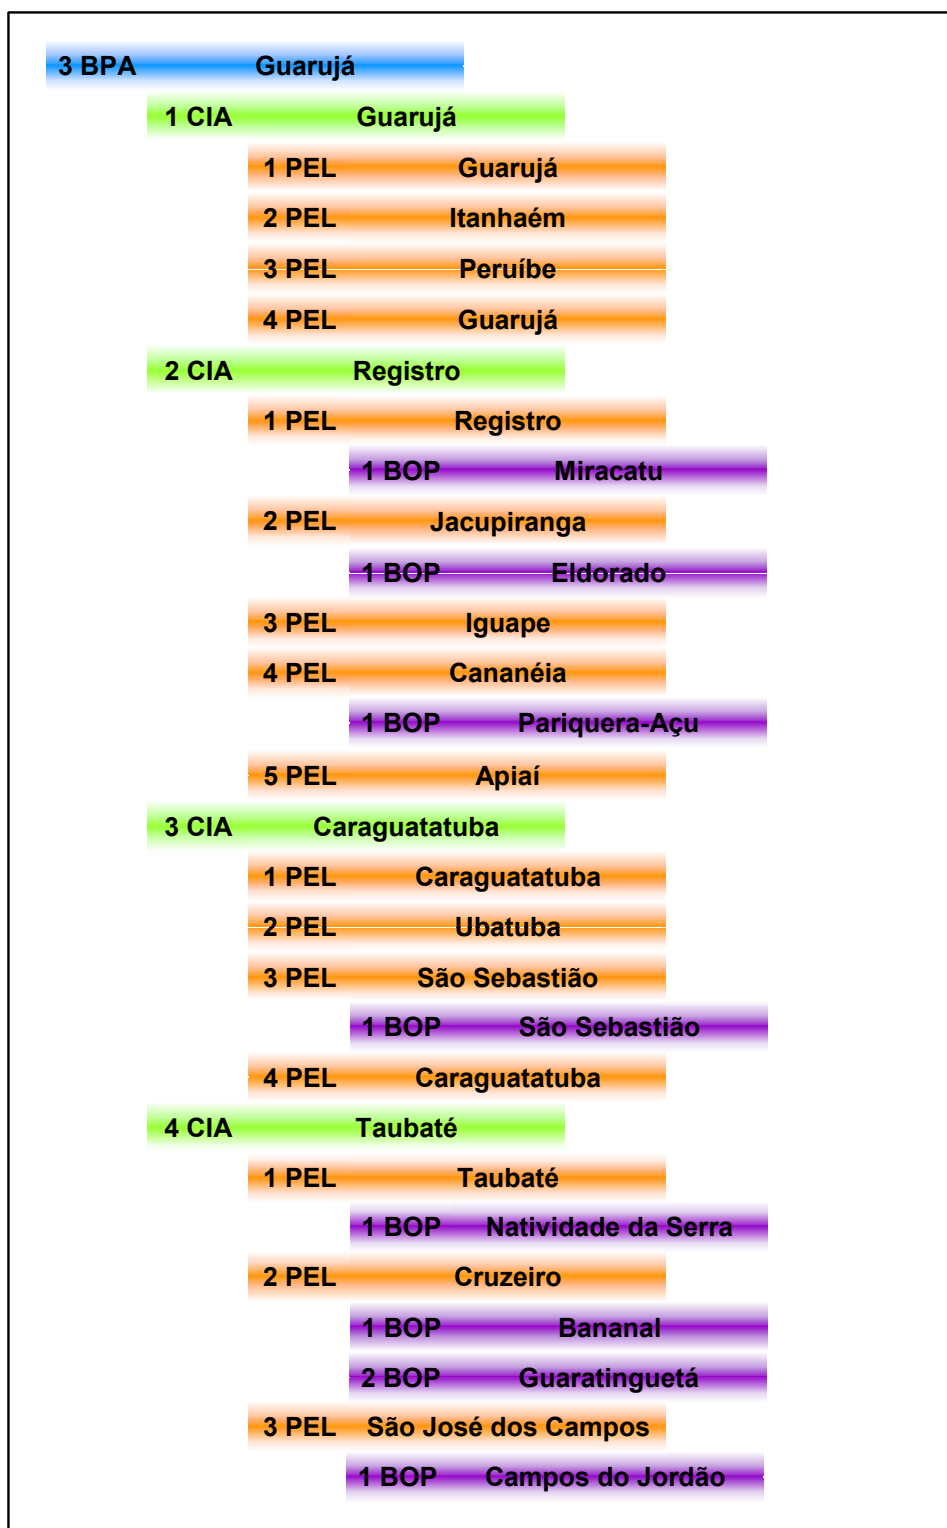 3 BPA Guarujá
1 CIA Guarujá
1 PEL Guarujá
2 PEL Itanhaém
3 PEL Peruíbe
4 PEL Guarujá
2 CIA Registro
1 PEL Registro
1 BOP Miracatu
2 PEL Jacupiranga
1 BOP Eldorado
3 PEL Iguape
4 PEL Cananéia
1 BOP Pariquera-Açu
5 PEL Apiaí
3 CIA Caraguatatuba
1 PEL Caraguatatuba
2 PEL Ubatuba
3 PEL São Sebastião
1 BOP São Sebastião
4 PEL Caraguatatuba
4 CIA Taubaté
1 PEL Taubaté
1 BOP Natividade da Serra
2 PEL Cruzeiro
1 BOP Bananal
2 BOP Guaratinguetá
3 PEL São José dos Campos
1 BOP Campos do Jordão